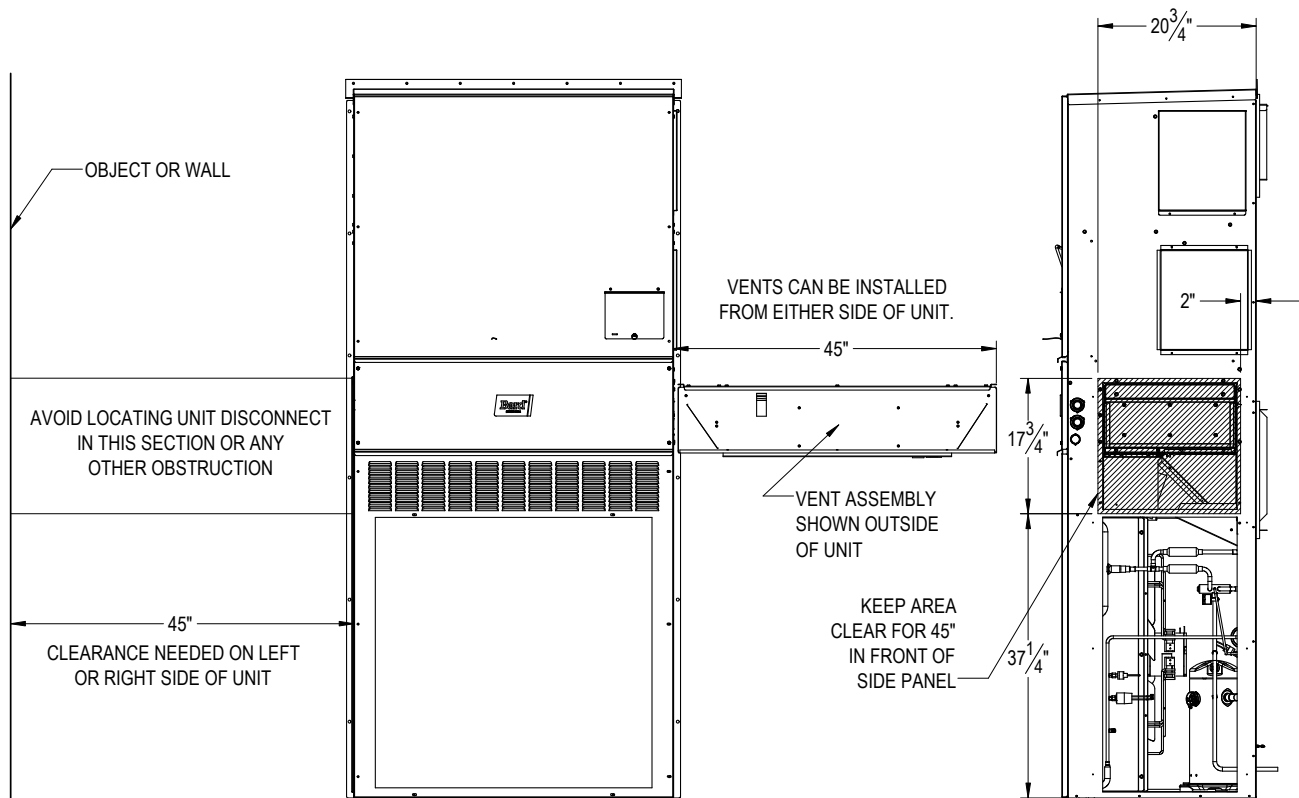 20 3/4"
OBJECT OR WALL
VENTS CAN BE INSTALLED
FROM EITHER SIDE OF UNIT.
2"
45"
Bard
AVOID LOCATING UNIT DISCONNECT
IN THIS SECTION OR ANY
OTHER OBSTRUCTION
17 3/4"
VENT ASSEMBLY
SHOWN OUTSIDE
OF UNIT
KEEP AREA
CLEAR FOR 45"
IN FRONT OF
SIDE PANEL
37 1/4"
45"
CLEARANCE NEEDED ON LEFT
OR RIGHT SIDE OF UNIT